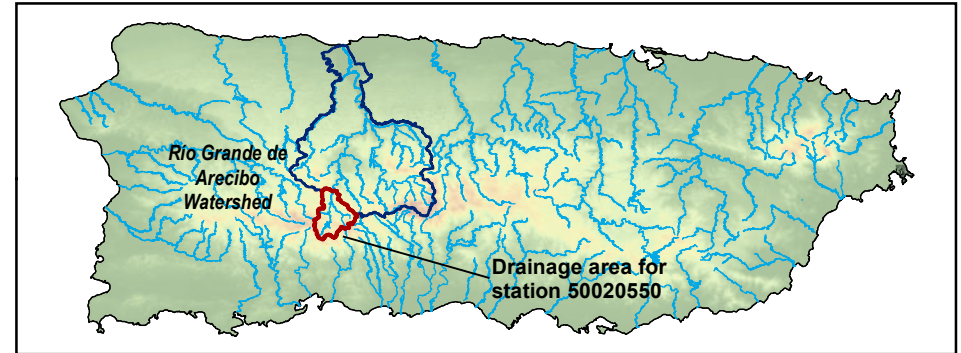 Río Grande de
Arecibo
Watershed
Drainage area for
station 50020550